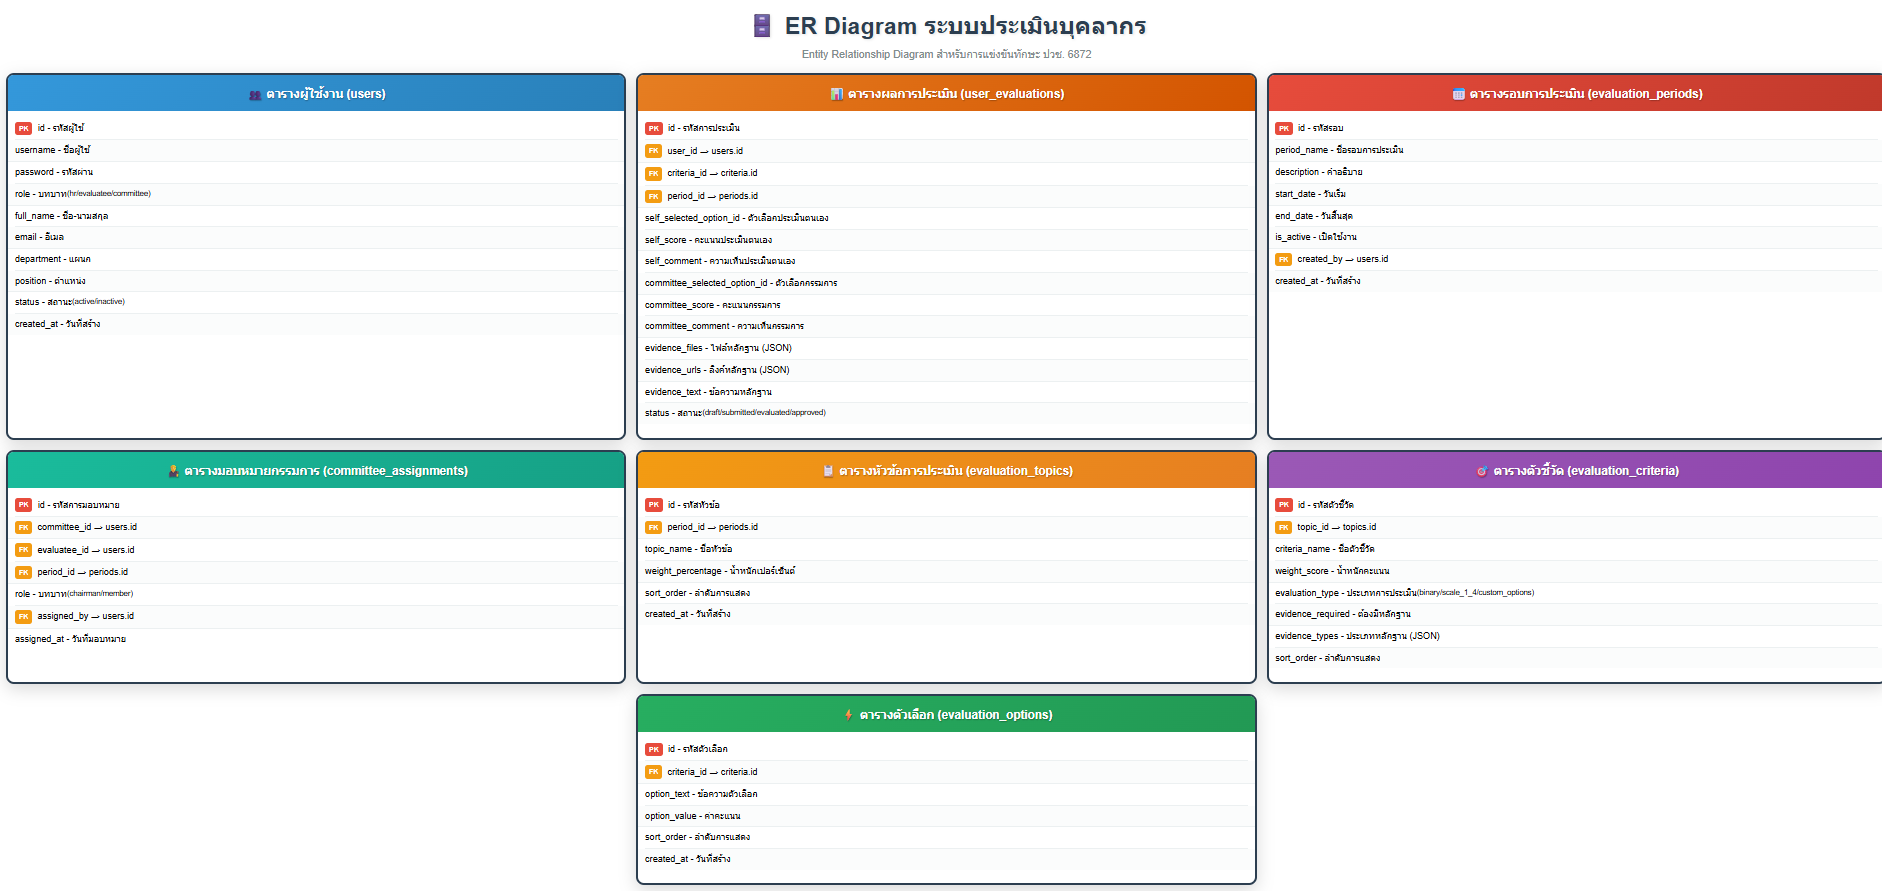 ER Diagram ระบบประเมินบุคลากร
Entity Relationship Diagram สำหรับการแข่งขันทักษะ ปวช. 6872
ตารางผู้ใช้งาน (users)
PK id - รหัสผู้ใช้
username - ชื่อผู้ใช้
password - รหัสผ่าน
role - บทบาท(hr/evaluatee/committee)
full_name - ชื่อ-นามสกุล
email - อีเมล
department - แผนก
position - ตำแหน่ง
status - สถานะ(active/inactive)
created_at - วันที่สร้าง
ตารางผลการประเมิน (user_evaluations)
PK id - รหัสการประเมิน
FK user_id → users.id
FK criteria_id → criteria.id
FK period_id → periods.id
self_selected_option_id - ตัวเลือกประเมินตนเอง
self_score - คะแนนประเมินตนเอง
self_comment - ความเห็นประเมินตนเอง
committee_selected_option_id - ตัวเลือกกรรมการ
committee_score - คะแนนกรรมการ
committee_comment - ความเห็นกรรมการ
evidence_files - ไฟล์หลักฐาน (JSON)
evidence_urls - ลิงค์หลักฐาน (JSON)
evidence_text - ข้อความหลักฐาน
status - สถานะ(draft/submitted/evaluated/approved)
ตารางรอบการประเมิน (evaluation_periods)
PK id - รหัสรอบ
period_name - ชื่อรอบการประเมิน
description - คำอธิบาย
start_date - วันเริ่ม
end_date - วันสิ้นสุด
is_active - เปิดใช้งาน
FK created_by → users.id
created_at - วันที่สร้าง
ตารางมอบหมายกรรมการ (committee_assignments)
PK id - รหัสการมอบหมาย
FK committee_id → users.id
FK evaluatee_id → users.id
FK period_id → periods.id
role - บทบาท(chairman/member)
FK assigned_by → users.id
assigned_at - วันที่มอบหมาย
ตารางหัวข้อการประเมิน (evaluation_topics)
PK id - รหัสหัวข้อ
FK period_id → periods.id
topic_name - ชื่อหัวข้อ
weight_percentage - น้ำหนักเปอร์เซ็นต์
sort_order - ลำดับการแสดง
created_at - วันที่สร้าง
ตารางตัวชี้วัด (evaluation_criteria)
PK id - รหัสตัวชี้วัด
FK topic_id → topics.id
criteria_name - ชื่อตัวชี้วัด
weight_score - น้ำหนักคะแนน
evaluation_type - ประเภทการประเมิน(binary/scale_1_4/custom_options)
evidence_required - ต้องมีหลักฐาน
evidence_types - ประเภทหลักฐาน (JSON)
sort_order - ลำดับการแสดง
ตารางตัวเลือก (evaluation_options)
PK id - รหัสตัวเลือก
FK criteria_id → criteria.id
option_text - ข้อความตัวเลือก
option_value - ค่าคะแนน
sort_order - ลำดับการแสดง
created_at - วันที่สร้าง